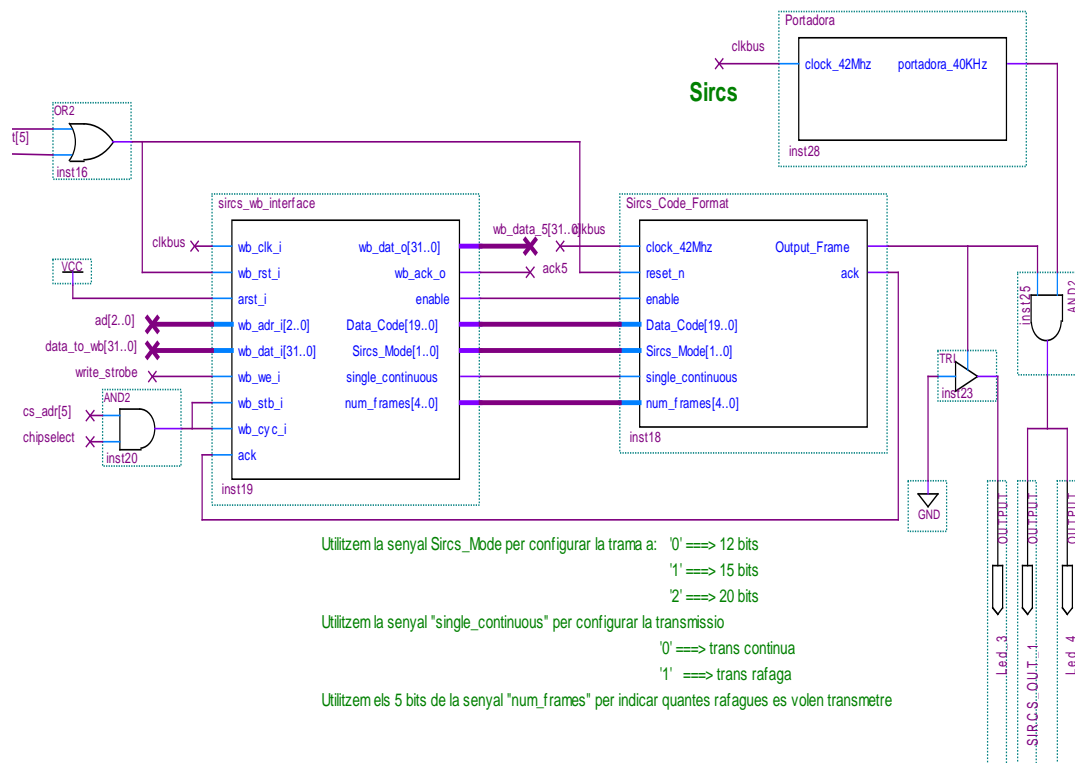 Portadora
clkbus
clock_42Mhz
portadora_40KHz
Sircs
inst28
OR2
t[5]
inst16
sircs_wb_interface
clkbus
wb_clk_i
wb_dat_o[31..0]
wb_data_5[31..0]
wb_rst_i
wb_ack_o
ack5
VCC
arst_i
enable
ad[2..0]
wb_adr_i[2..0]
Data_Code[19..0]
data_to_wb[31..0]
wb_dat_i[31..0]
Sircs_Mode[1..0]
write_strobe
wb_we_i
single_continuous
AND2
wb_stb_i
num_frames[4..0]
cs_adr[5]
wb_cyc_i
chipselect
ack
inst20
inst19
Sircs_Code_Format
clkbus
clock_42Mhz
Output_Frame
reset_n
ack
enable
Data_Code[19..0]
Sircs_Mode[1..0]
single_continuous
num_frames[4..0]
inst18
inst25
AND2
TRI
inst23
GND
OUTPUT
OUTPUT
OUTPUT
Led_3
S.I.R.C.S._O.U.T._1
Led_4
Utilitzem la senyal Sircs_Mode per configurar la trama a: '0' ===> 12 bits
'1' ===> 15 bits
'2' ===> 20 bits
Utilitzem la senyal "single_continuous" per configurar la transmissio
'0' ===> trans continua
'1' ===> trans rafaga
Utilitzem els 5 bits de la senyal "num_frames" per indicar quantes rafagues es volen transmetre